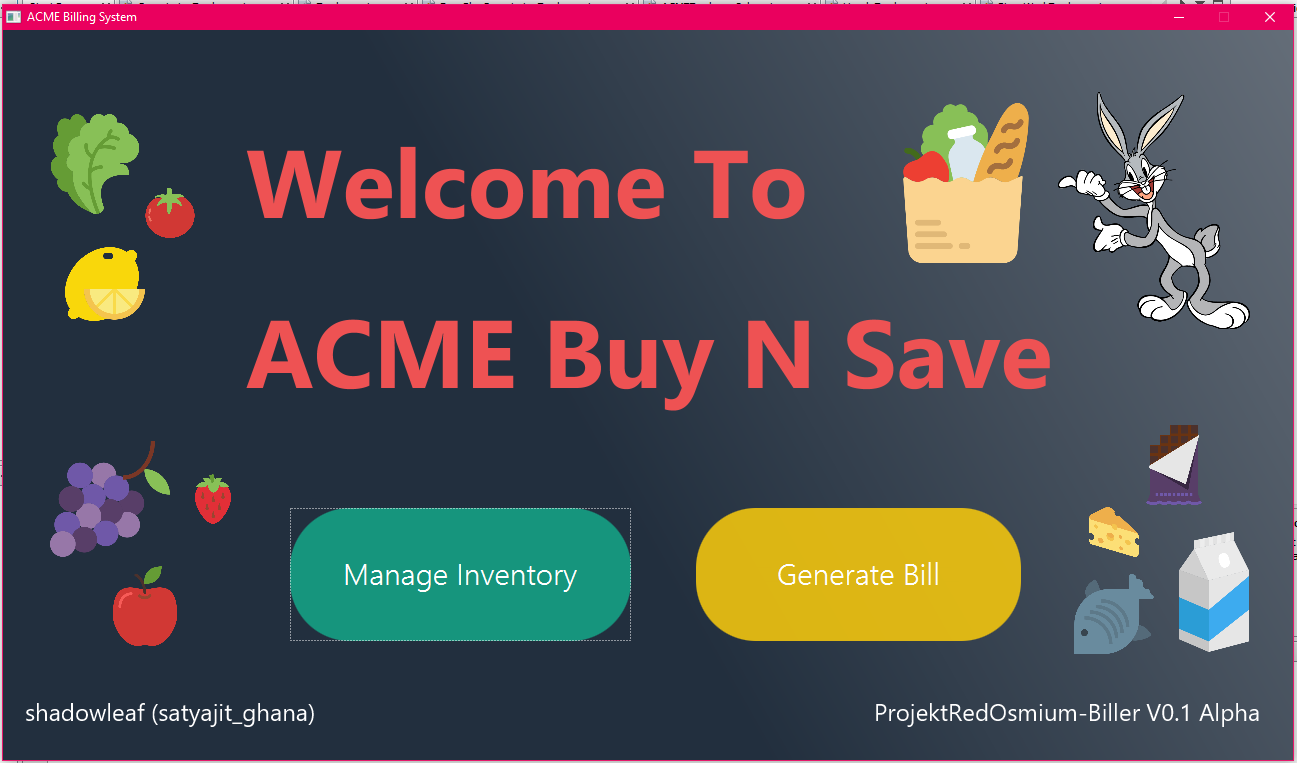 ACME Billing System
Welcome To
ACME Buy N Save
Manage Inventory
Generate Bill
shadowleaf (satyajit_ghana)
ProjektRedOsmium-Biller V0.1 Alpha